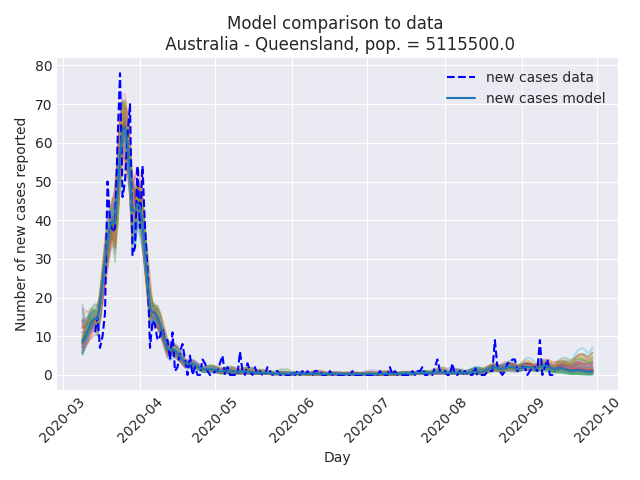 Model comparison to data
Australia - Queensland, pop. = 5115500.0
new cases data
new cases model
Number of new cases reported
80
70
60
50
40
30
20
10
0
2020-03
2020-04
2020-05
2020-06
2020-07
2020-08
2020-09
2020-10
Day